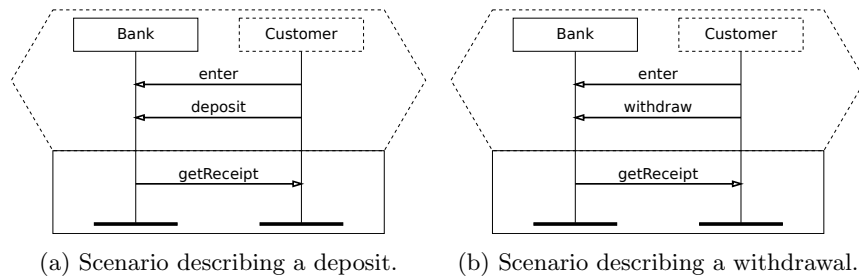 Bank Customer
enter
deposit
getReceipt
(a) Scenario describing a deposit.
Bank Customer
enter
withdraw
getReceipt
(b) Scenario describing a withdrawal.